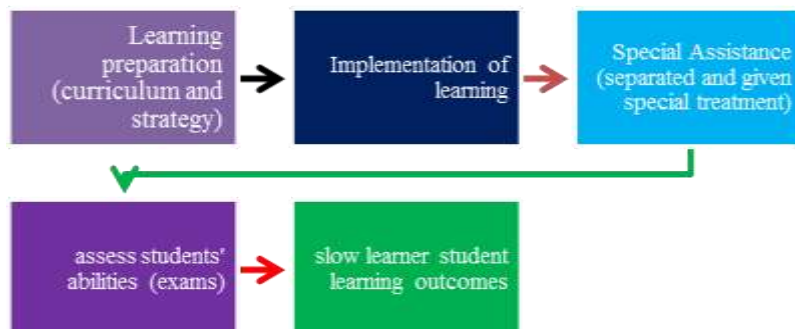 Learning
preparation
(curriculum and
strategy)
Implementation of
learning
Special Assistance
(separated and given
special treatment)
assess students'
abilities (exams)
slow learner student
learning outcomes